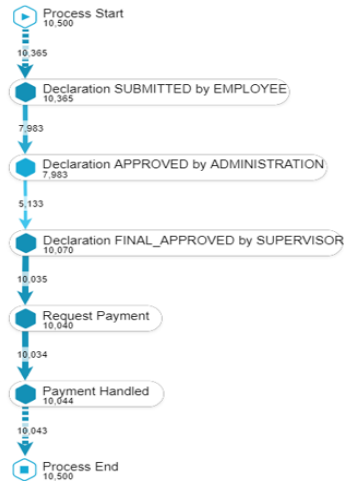 Process Start
10,500
10,365
Declaration SUBMITTED by EMPLOYEE
10,365
7,983
Declaration APPROVED by ADMINISTRATION
7,983
5,133
Declaration FINAL_APPROVED by SUPERVISOR
10,070
10,035
Request Payment
10,040
10,034
Payment Handled
10,044
10,043
Process End
10,500